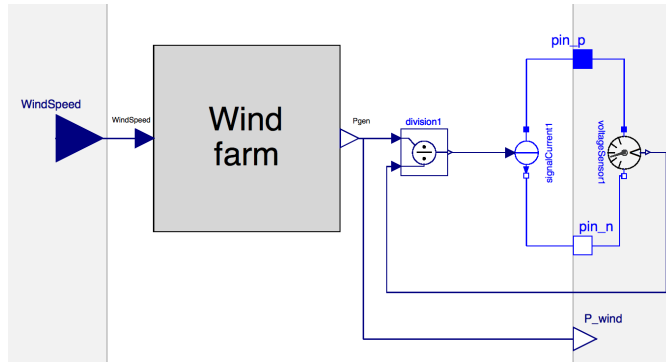 pin_p
WindSpeed
WindSpeed
Wind
farm
Pgen
division1
signalCurrent1
voltageSensor1
pin_n
P_wind